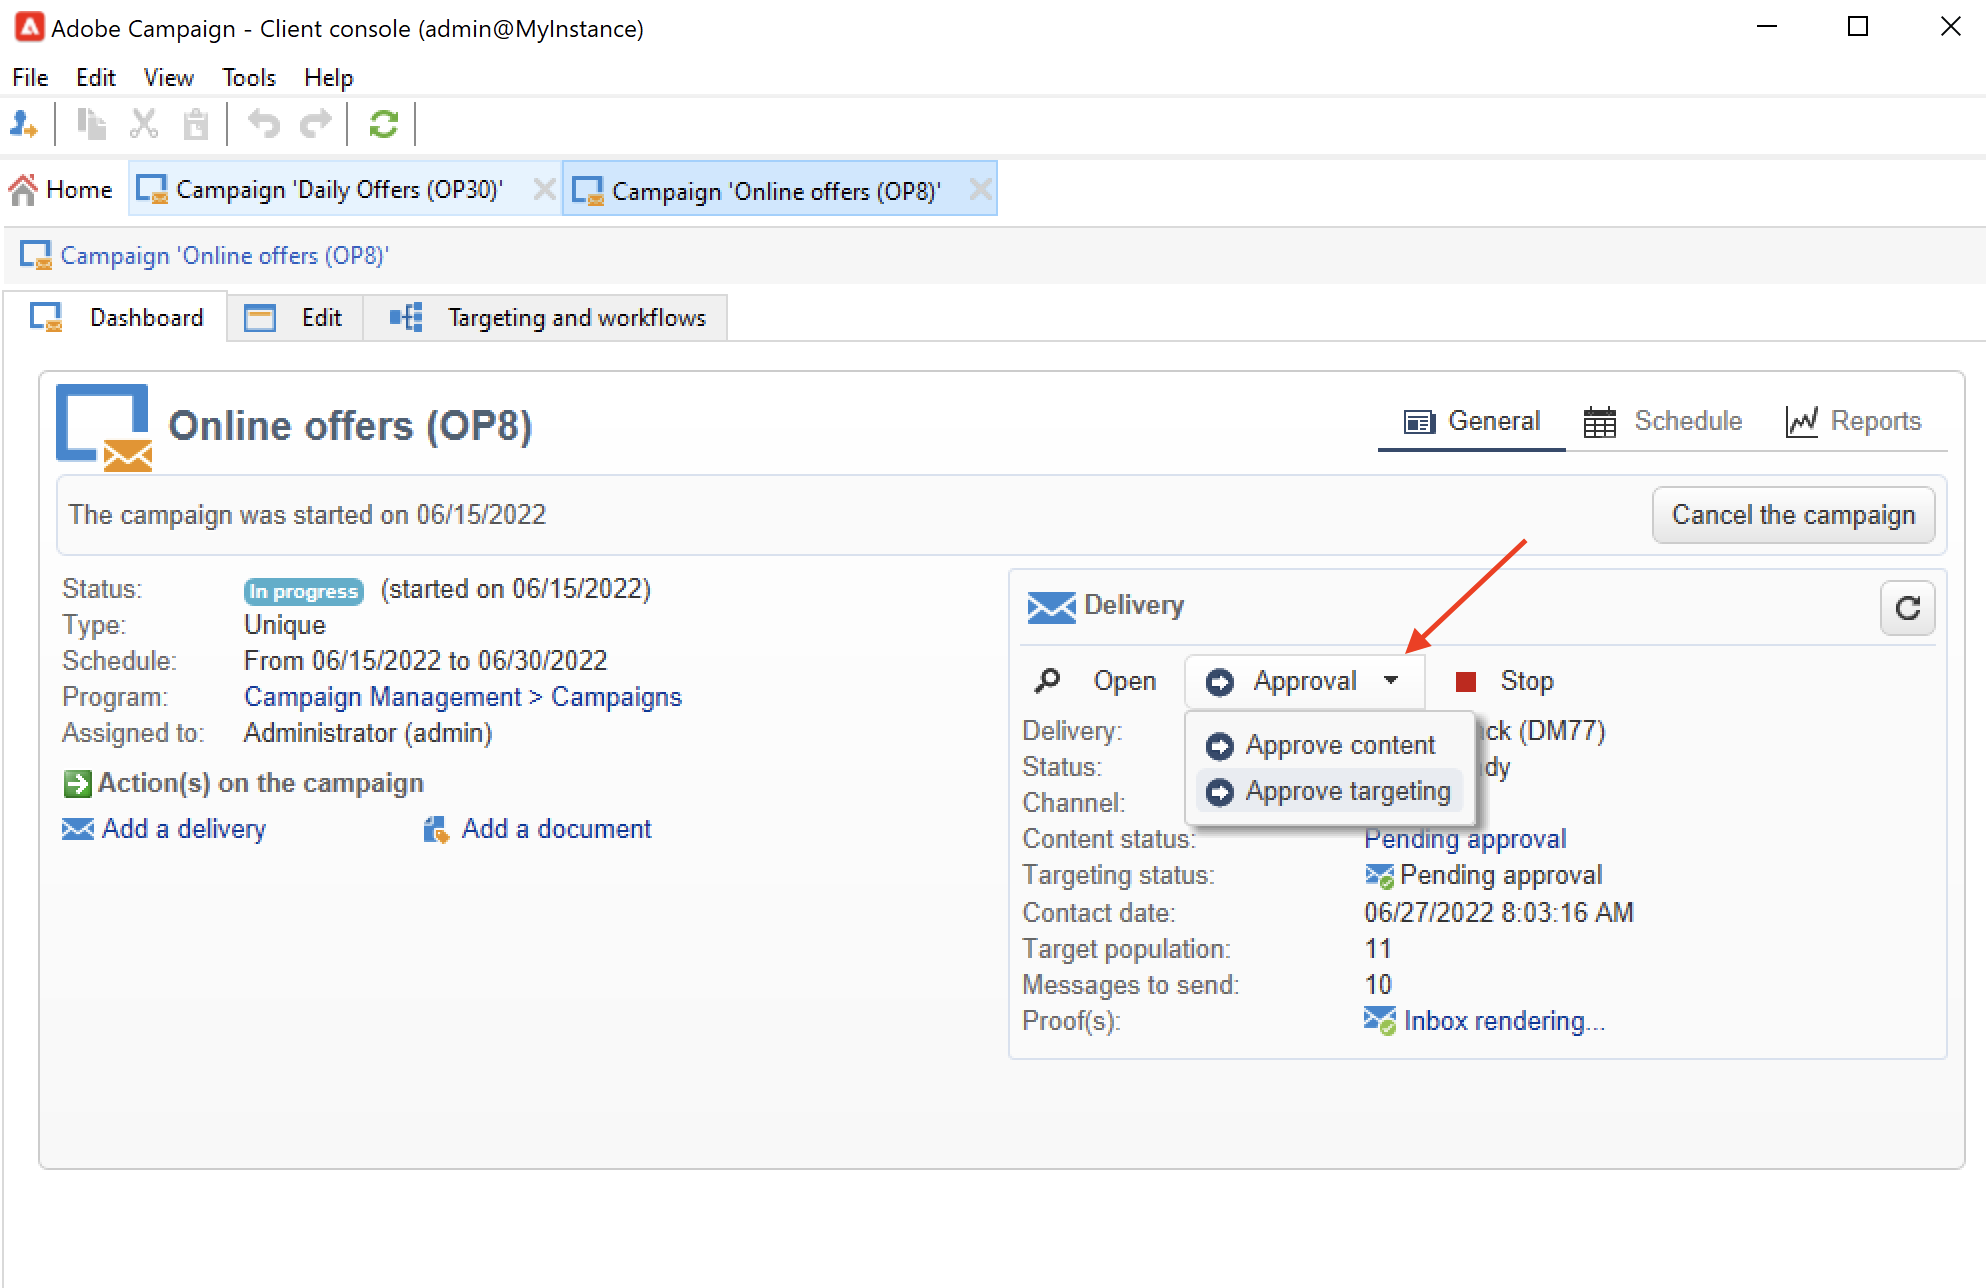 Adobe Campaign - Client console (admin@MyInstance)
File Edit View Tools Help
Home Campaign 'Daily Offers (OP30)' Campaign 'Online offers (OP8)'
Campaign 'Online offers (OP8)'
Dashboard Edit Targeting and workflows
Online offers (OP8) General Schedule Reports
The campaign was started on 06/15/2022 Cancel the campaign
Status: In progress (started on 06/15/2022)
Type: Unique
Schedule: From 06/15/2022 to 06/30/2022
Program: Campaign Management > Campaigns
Assigned to: Administrator (admin)
Action(s) on the campaign
Add a delivery Add a document
Delivery
Open Approval Stop
Approve content
Approve targeting
Delivery: (DM77)
Status:
Channel:
Content status: Pending approval
Targeting status: Pending approval
Contact date: 06/27/2022 8:03:16 AM
Target population: 11
Messages to send: 10
Proof(s): Inbox rendering...